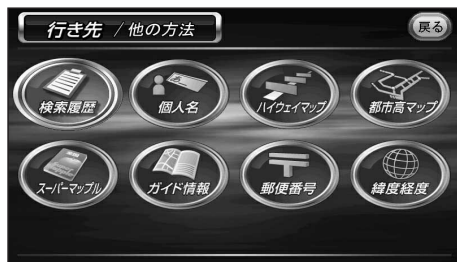 行き先 / 他の方法
戻る
検索履歴
個人名
ハイウェイマップ
都市高マップ
スーパーマップル
ガイド情報
郵便番号
緯度経度